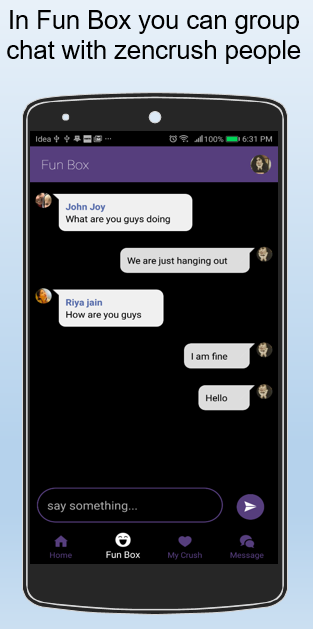 In Fun Box you can group
chat with zencrush people
Idea
100% 6:31 PM
Fun Box
John Joy
What are you guys doing
We are just hanging out
Riya jain
How are you guys
I am fine
Hello
say something...
Home Fun Box My Crush Message